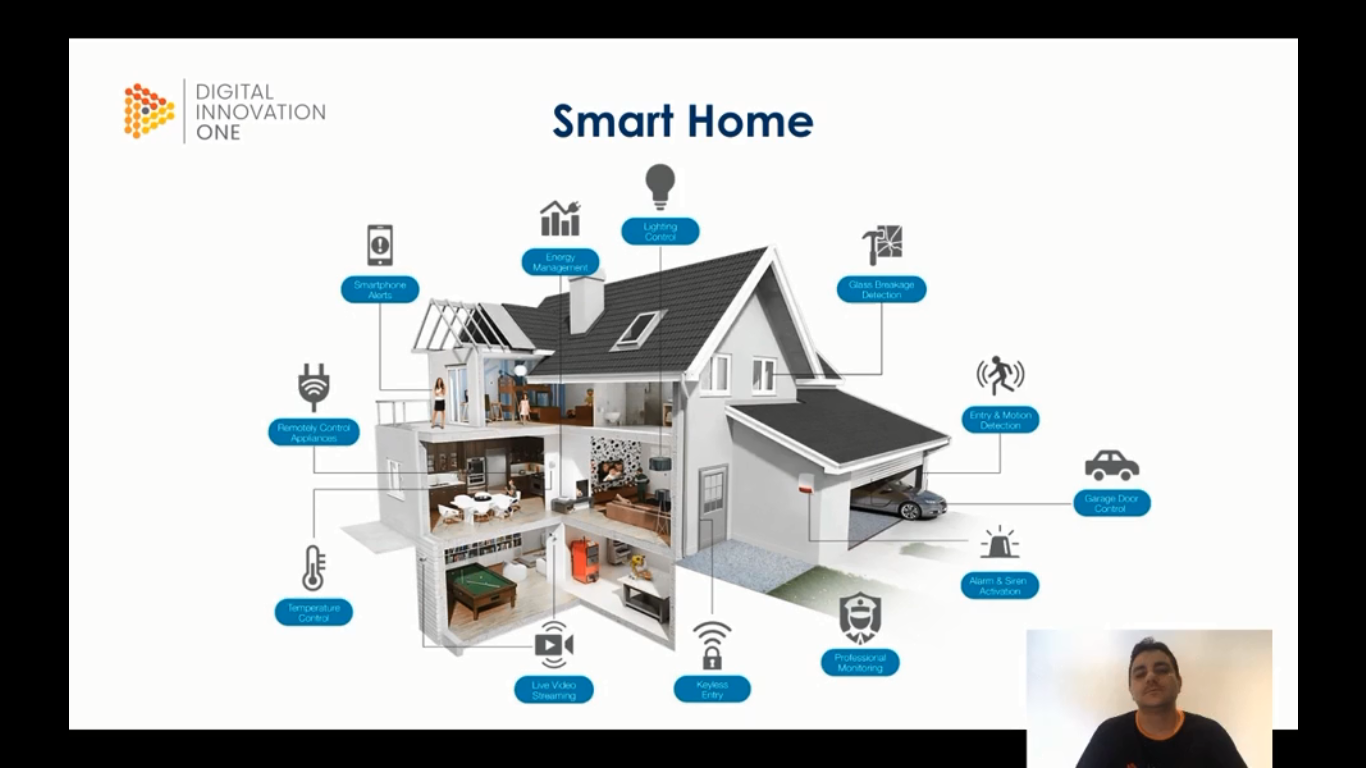 DIGITAL
INNOVATION
ONE
Smart Home
Lighting
Control
Energy
Management
Smartphone
Alerts
Glass Breakage
Detection
Remotely Control
Appliances
Entry & Motion
Detection
Garage Door
Control
Alarm & Siren
Activation
Temperature
Control
Professional
Monitoring
Live Video
Streaming
Keyless
Entry